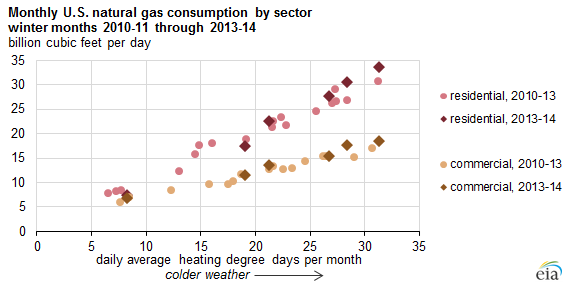 Monthly U.S. natural gas consumption by sector
winter months 2010-11 through 2013-14
billion cubic feet per day
35
30
25
20
15
10
5
0
0 5 10 15 20 25 30 35
daily average heating degree days per month
colder weather
residential, 2010-13
residential, 2013-14
commercial, 2010-13
commercial, 2013-14
eia